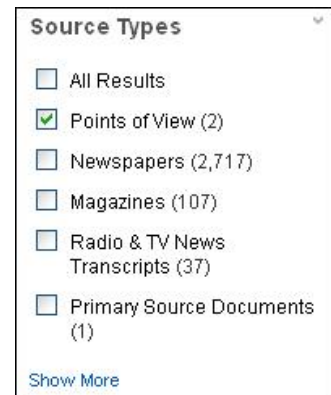 Source Types
All Results
Points of View (2)
Newspapers (2,717)
Magazines (107)
Radio & TV News
Transcripts (37)
Primary Source Documents
(1)
Show More